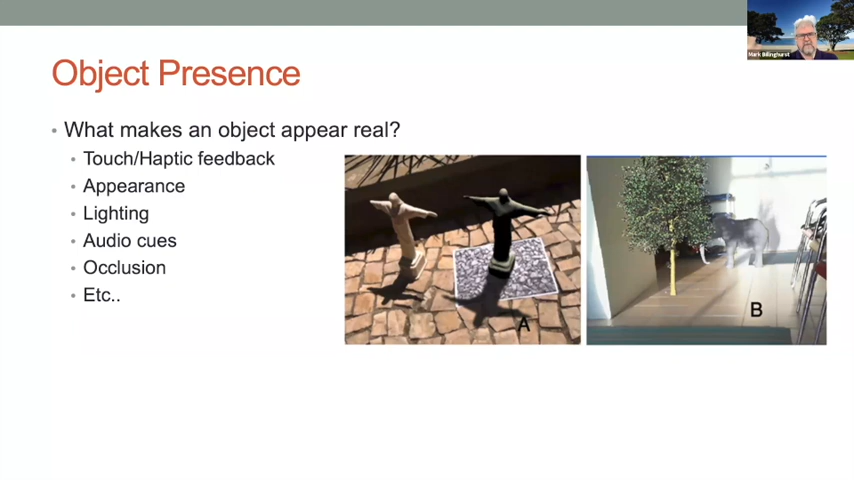 Mark Billinghurst
Object Presence
• What makes an object appear real?
• Touch/Haptic feedback
• Appearance
• Lighting
• Audio cues
• Occlusion
• Etc..
A
B